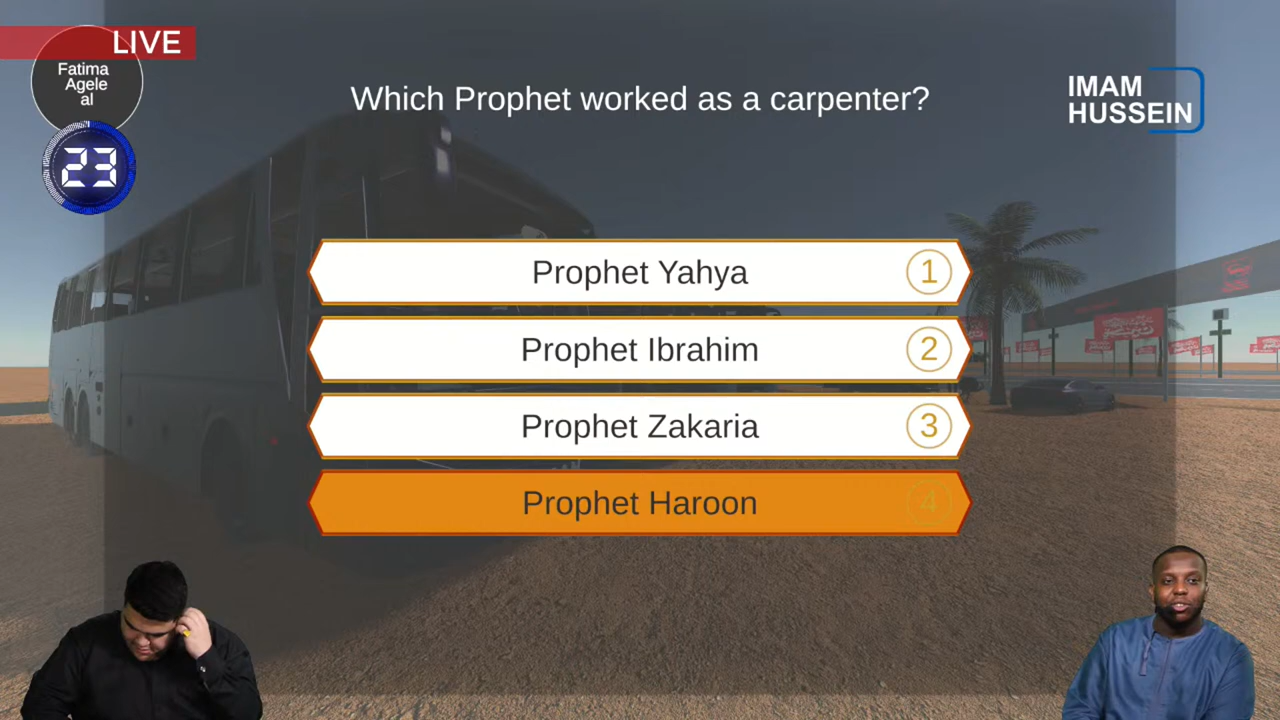 LIVE
Fatima
Agele
al
23
Which Prophet worked as a carpenter?
IMAM
HUSSEIN
Prophet Yahya 1
Prophet Ibrahim 2
Prophet Zakaria 3
Prophet Haroon 4